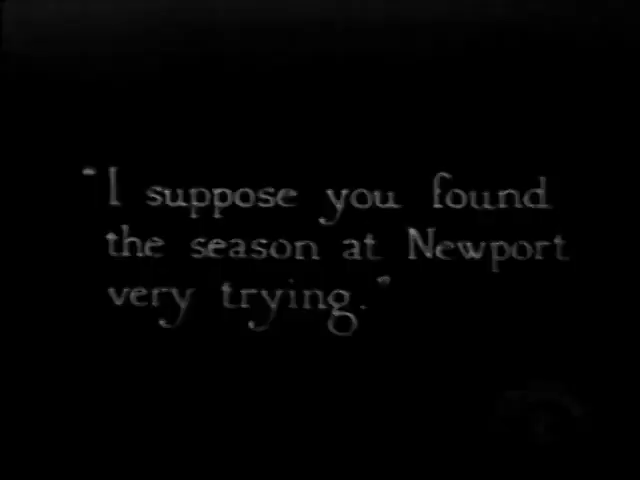 "I suppose you found
the season at Newport
very trying."